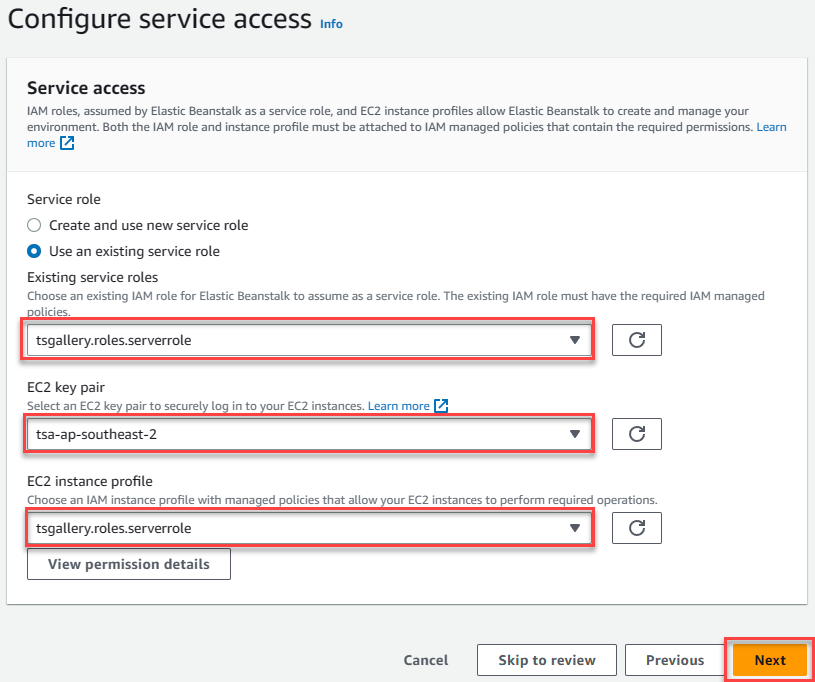 Configure service access Info
Service access
IAM roles, assumed by Elastic Beanstalk as a service role, and EC2 instance profiles allow Elastic Beanstalk to create and manage your
environment. Both the IAM role and instance profile must be attached to IAM managed policies that contain the required permissions. Learn
more
Service role
Create and use new service role
Use an existing service role
Existing service roles
Choose an existing IAM role for Elastic Beanstalk to assume as a service role. The existing IAM role must have the required IAM managed
policies.
tsgallery.roles.serverrole
EC2 key pair
Select an EC2 key pair to securely log in to your EC2 instances. Learn more
tsa-ap-southeast-2
EC2 instance profile
Choose an IAM instance profile with managed policies that allow your EC2 instances to perform required operations.
tsgallery.roles.serverrole
View permission details
Cancel Skip to review Previous Next